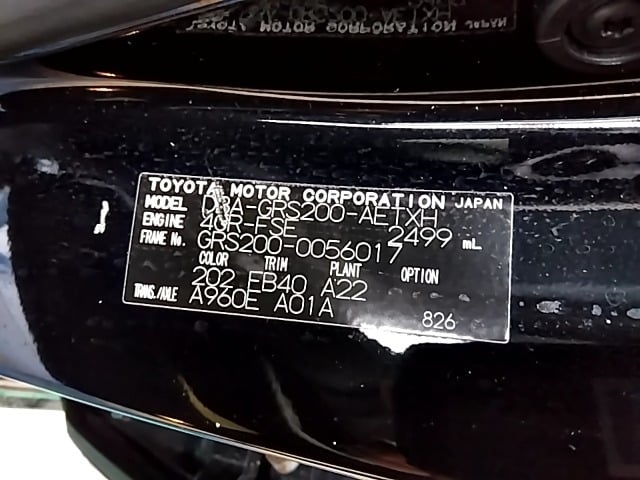 TOYOTA MOTOR CORPORATION JAPAN
MODEL DBA-GRS200-AETXH
ENGINE 4GR-FSE 2499 mL
FRAME No. GRS200-0056017
COLOR TRIM PLANT OPTION
202 EB40 A22
TRANS./AXLE A960E A01A
826